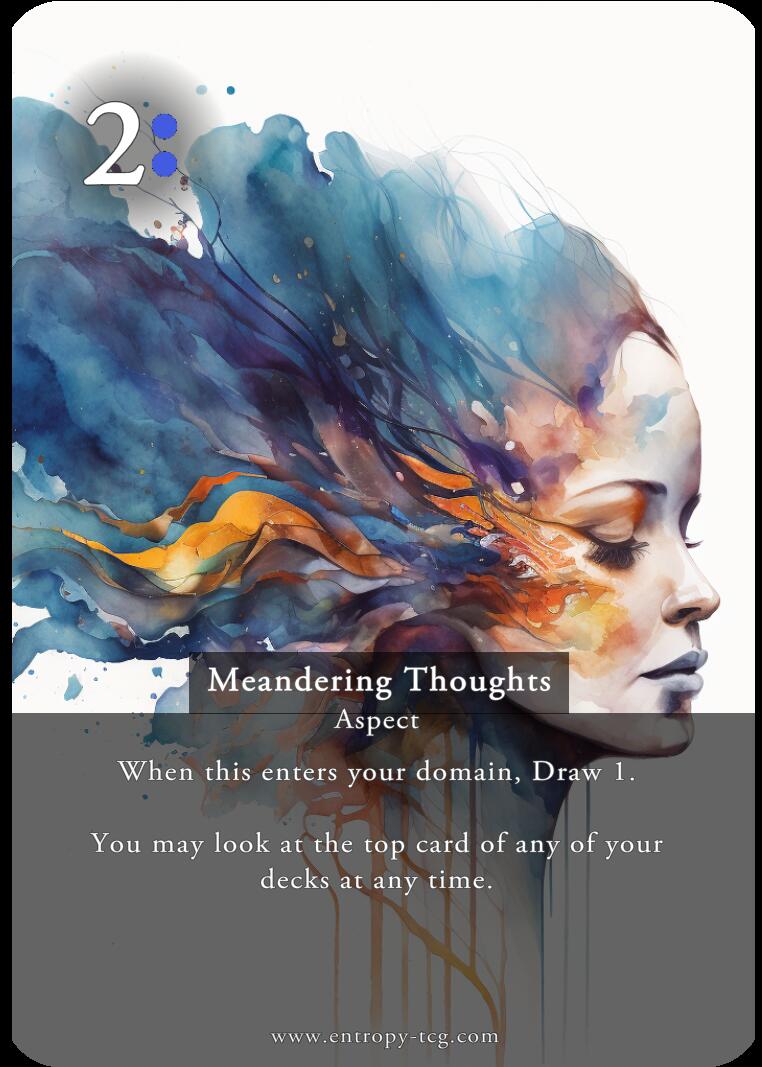 2
Meandering Thoughts
Aspect
When this enters your domain, Draw 1.
You may look at the top card of any of your
decks at any time.
www.entropy-tcg.com